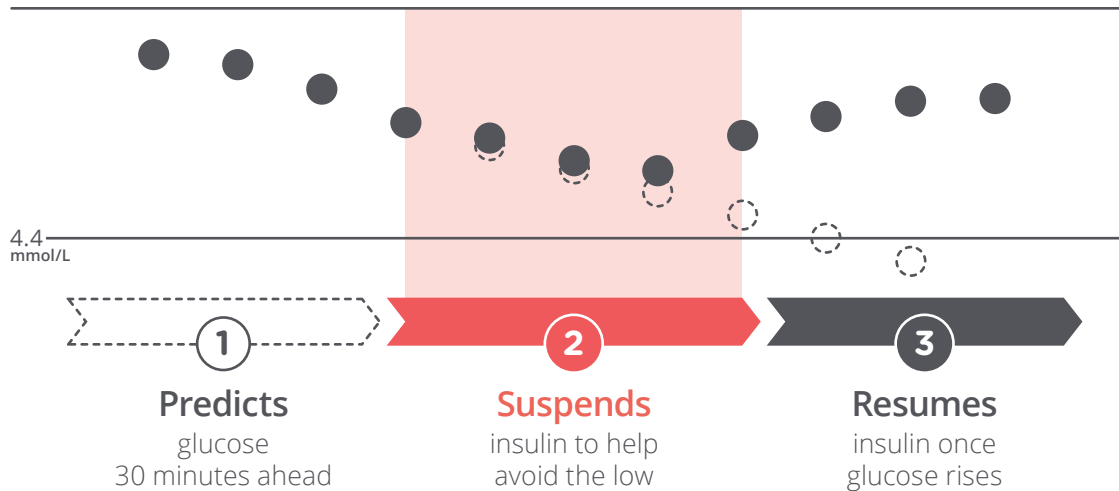 4.4
mmol/L
1
2
3
Predicts
glucose
30 minutes ahead
Suspends
insulin to help
avoid the low
Resumes
insulin once
glucose rises